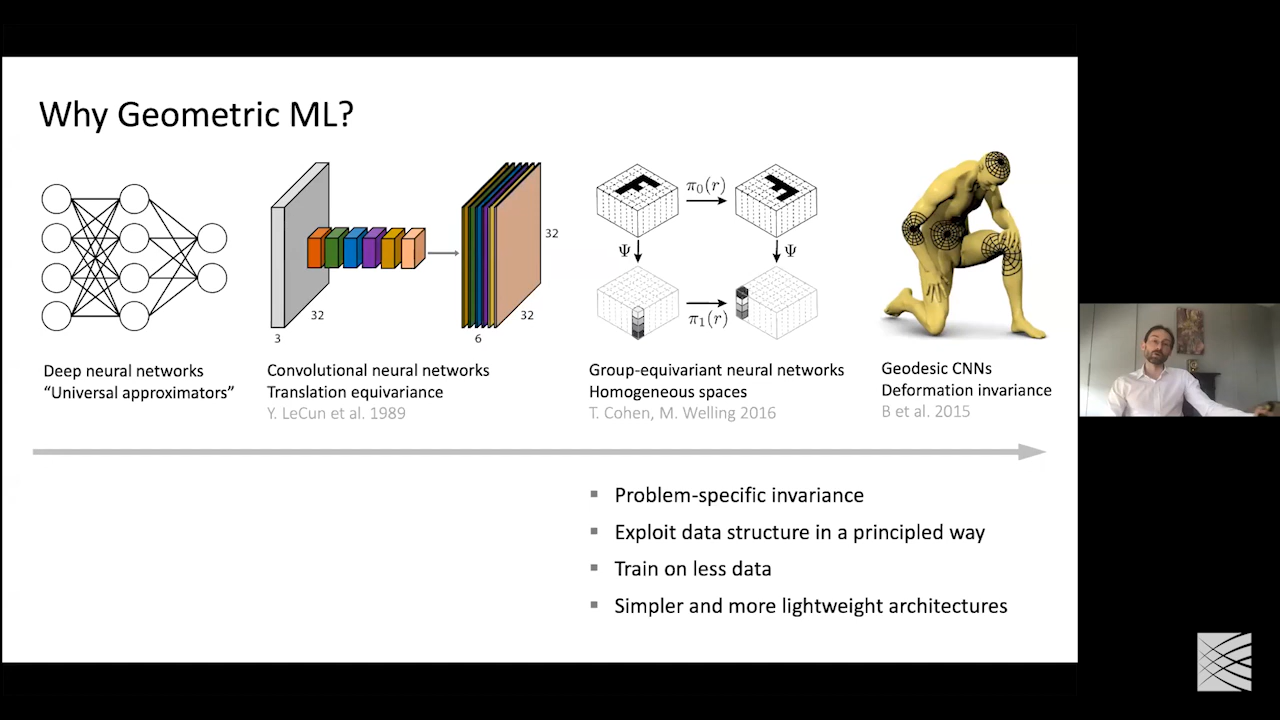 Why Geometric ML?
3
32
6
32
32
π₀(r)
Ψ
Ψ
π₁(r)
Deep neural networks
“Universal approximators”
Convolutional neural networks
Translation equivariance
Y. LeCun et al. 1989
Group-equivariant neural networks
Homogeneous spaces
T. Cohen, M. Welling 2016
Geodesic CNNs
Deformation invariance
B et al. 2015
Problem-specific invariance
Exploit data structure in a principled way
Train on less data
Simpler and more lightweight architectures